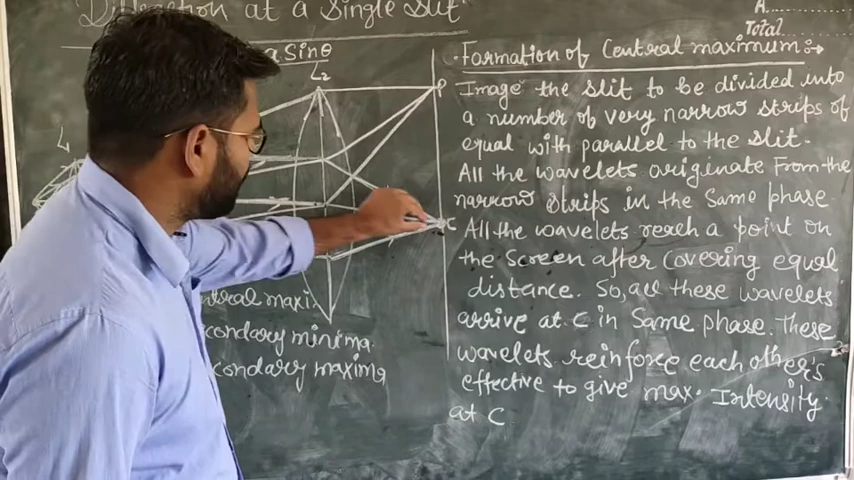 Diffraction at a Single Slit
A..........
Total
a Sinθ
L2
P
L
C
Central maxim
condary minima
condary maxima
Formation of Central maximum :→
Image the slit to be divided into
a number of very narrow strips of
equal with parallel to the slit.
All the wavelets originate From the
narrow strips in the Same phase
All the wavelets reach a point on
the Screen after Covering equal
distance. So, all these wavelets
arrive at C in Same phase. These
wavelets reinforce each other's
effective to give max. Intensity
at C